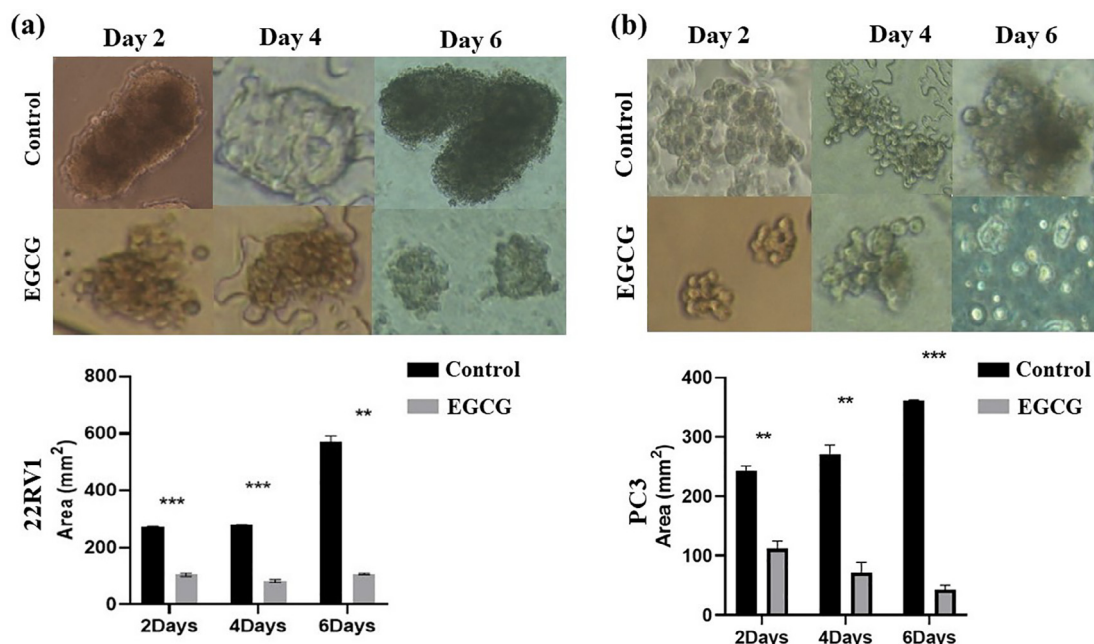 (a)
Day 2 Day 4 Day 6
Control
EGCG
800
600
400
200
0
22RV1
Area (mm2)
*** *** **
2Days 4Days 6Days
Control
EGCG
(b)
Day 2 Day 4 Day 6
Control
EGCG
400
300
200
100
0
PC3
Area (mm2)
** ** ***
2Days 4Days 6Days
Control
EGCG